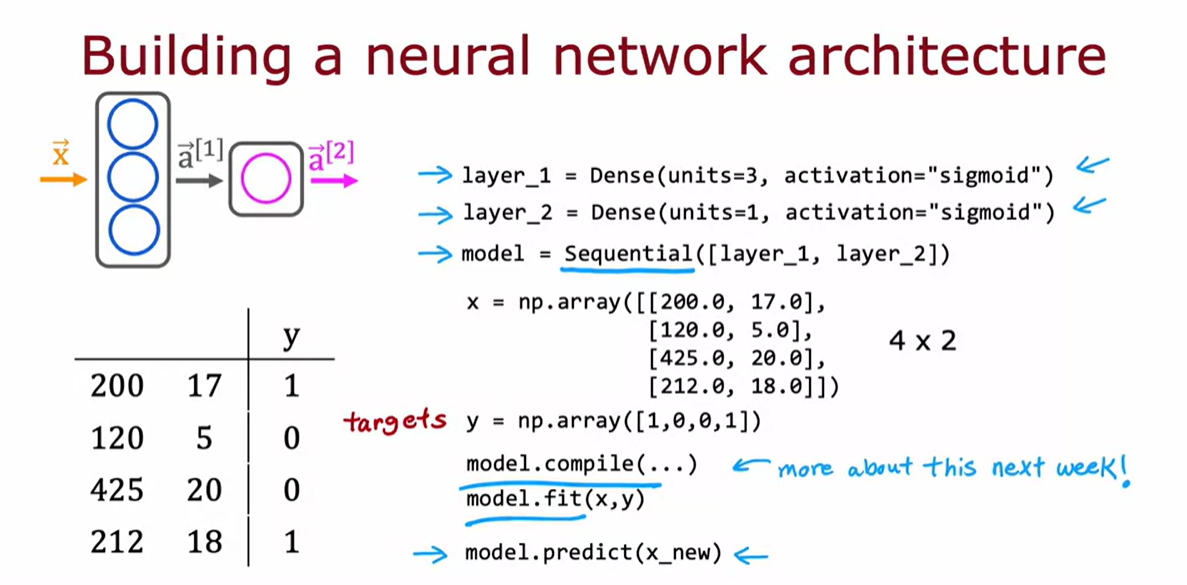 Building a neural network architecture
x⃗
a⃗[1]
a⃗[2]
→ layer_1 = Dense(units=3, activation="sigmoid") ←
→ layer_2 = Dense(units=1, activation="sigmoid") ←
→ model = Sequential([layer_1, layer_2])
x = np.array([[200.0, 17.0],
[120.0, 5.0],
[425.0, 20.0],
[212.0, 18.0]])
4 x 2
y
200 17 1
120 5 0
425 20 0
212 18 1
targets y = np.array([1,0,0,1])
model.compile(...) ← more about this next week!
model.fit(x,y)
→ model.predict(x_new) ←